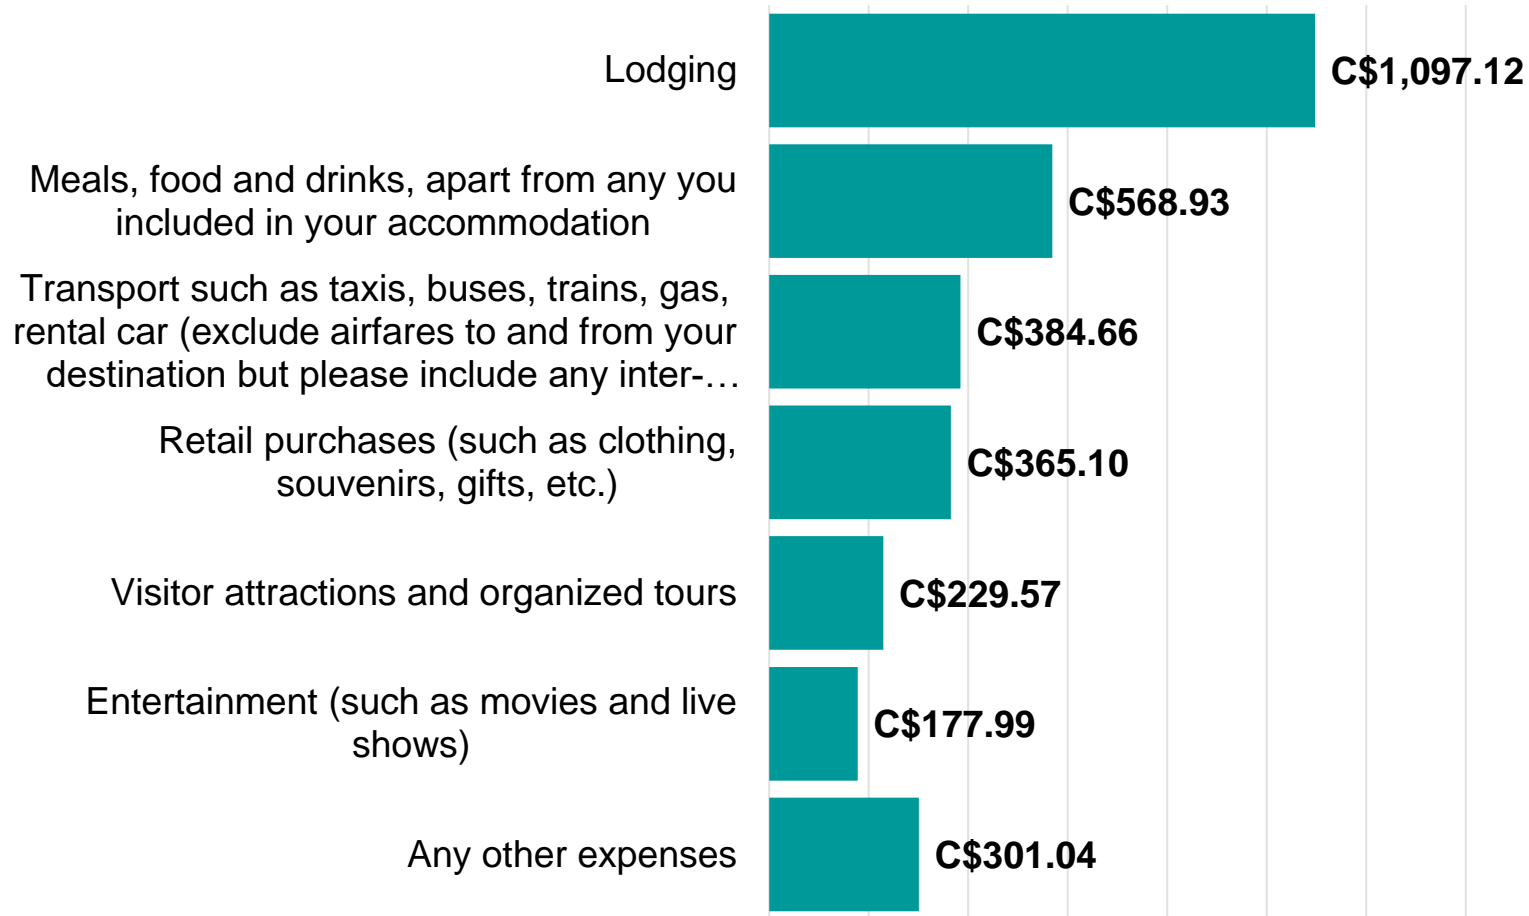 Lodging
C$1,097.12
Meals, food and drinks, apart from any you
included in your accommodation
C$568.93
Transport such as taxis, buses, trains, gas,
rental car (exclude airfares to and from your
destination but please include any inter-…
C$384.66
Retail purchases (such as clothing,
souvenirs, gifts, etc.)
C$365.10
Visitor attractions and organized tours
C$229.57
Entertainment (such as movies and live
shows)
C$177.99
Any other expenses
C$301.04